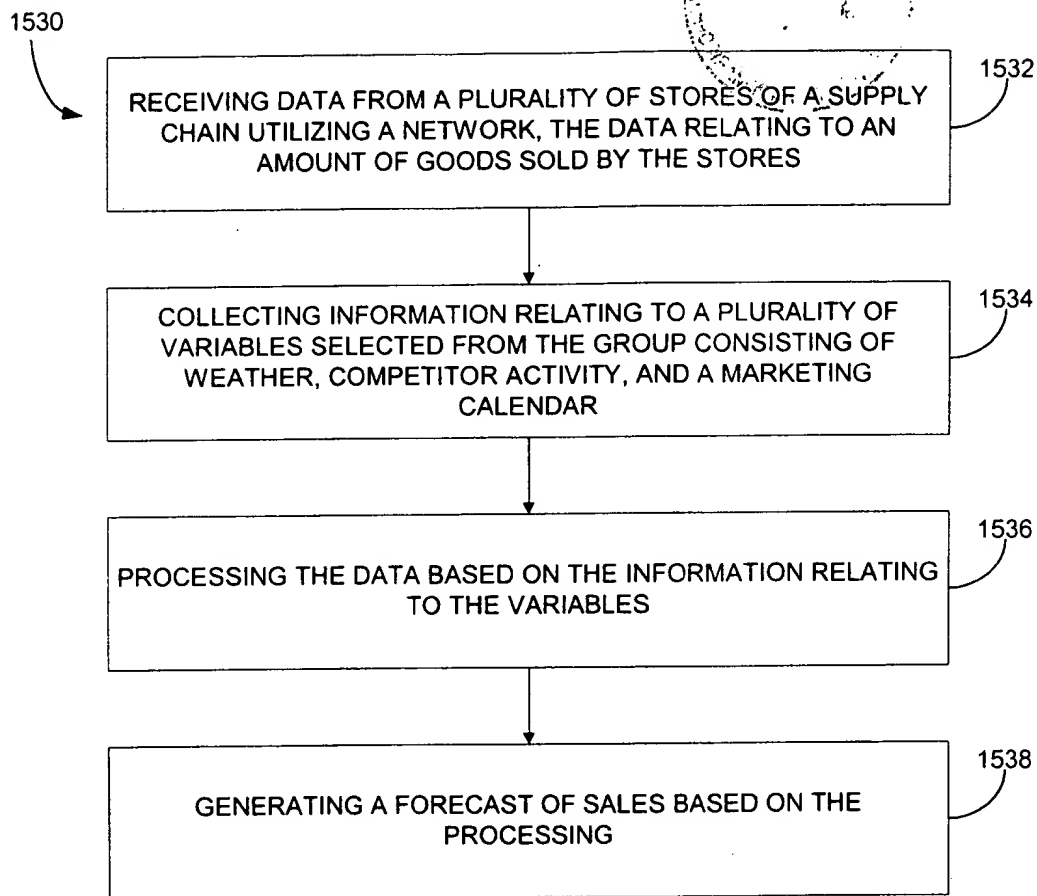 1530
1532
RECEIVING DATA FROM A PLURALITY OF STORES OF A SUPPLY
CHAIN UTILIZING A NETWORK, THE DATA RELATING TO AN
AMOUNT OF GOODS SOLD BY THE STORES
1534
COLLECTING INFORMATION RELATING TO A PLURALITY OF
VARIABLES SELECTED FROM THE GROUP CONSISTING OF
WEATHER, COMPETITOR ACTIVITY, AND A MARKETING
CALENDAR
1536
PROCESSING THE DATA BASED ON THE INFORMATION RELATING
TO THE VARIABLES
1538
GENERATING A FORECAST OF SALES BASED ON THE
PROCESSING